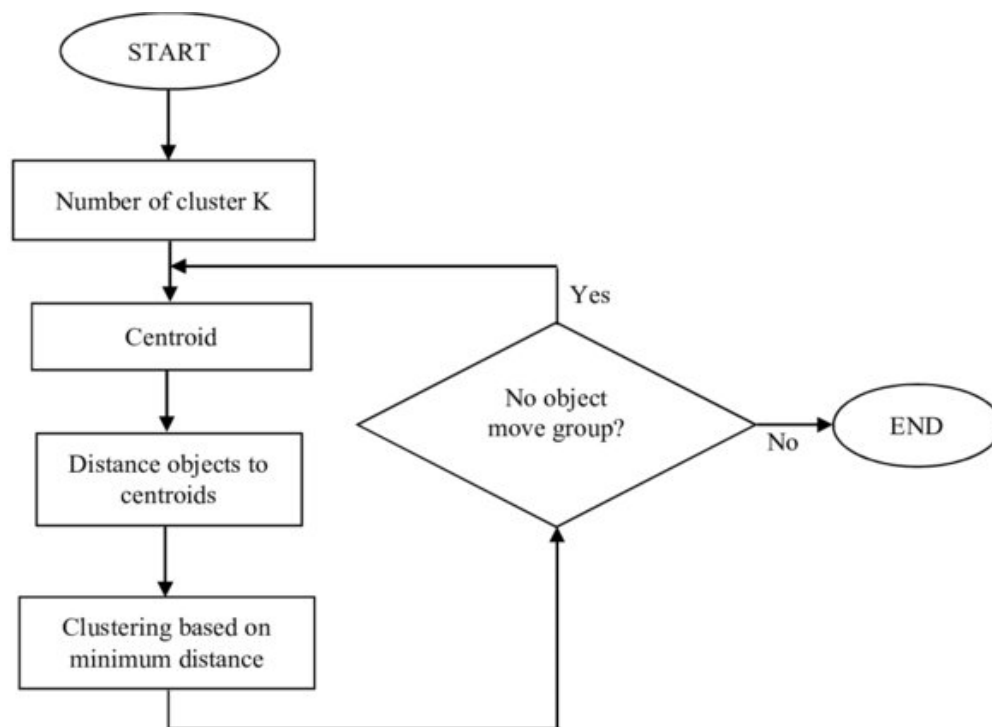 START
Number of cluster K
Centroid
Distance objects to
centroids
Clustering based on
minimum distance
Yes
No object
move group?
No
END